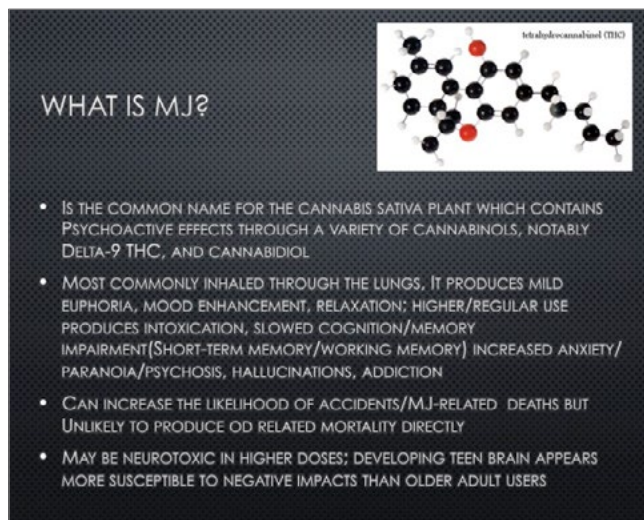 tetrahydrocannabinol (THC)
WHAT IS MJ?
• IS THE COMMON NAME FOR THE CANNABIS SATIVA PLANT WHICH CONTAINS
PSYCHOACTIVE EFFECTS THROUGH A VARIETY OF CANNABINOLS, NOTABLY
DELTA-9 THC, AND CANNABIDIOL
• MOST COMMONLY INHALED THROUGH THE LUNGS, IT PRODUCES MILD
EUPHORIA, MOOD ENHANCEMENT, RELAXATION; HIGHER/REGULAR USE
PRODUCES INTOXICATION, SLOWED COGNITION/MEMORY
IMPAIRMENT(SHORT-TERM MEMORY/WORKING MEMORY) INCREASED ANXIETY/
PARANOIA/PSYCHOSIS, HALLUCINATIONS, ADDICTION
• CAN INCREASE THE LIKELIHOOD OF ACCIDENTS/MJ-RELATED DEATHS BUT
UNLIKELY TO PRODUCE OD RELATED MORTALITY DIRECTLY
• MAY BE NEUROTOXIC IN HIGHER DOSES; DEVELOPING TEEN BRAIN APPEARS
MORE SUSCEPTIBLE TO NEGATIVE IMPACTS THAN OLDER ADULT USERS